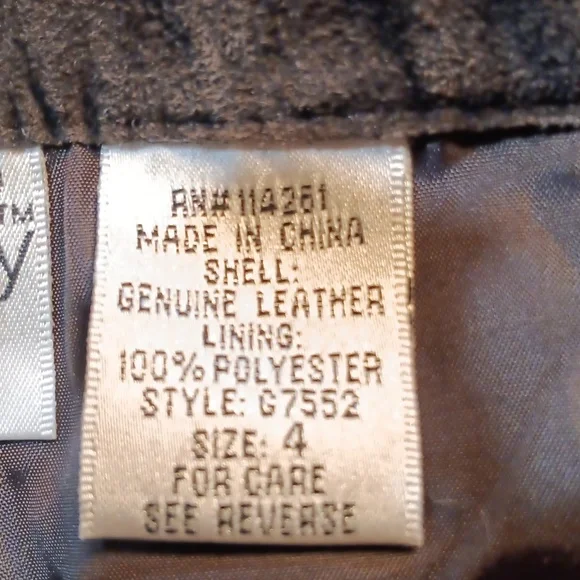 RN# 114261
MADE IN CHINA
SHELL:
GENUINE LEATHER
LINING:
100% POLYESTER
STYLE: G7552
SIZE: 4
FOR CARE
SEE REVERSE
TM
y